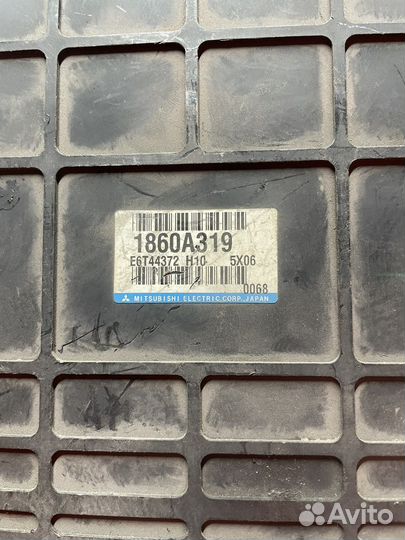 1860A319
E6T44372 H10 5X06
0068
MITSUBISHI ELECTRIC CORP. JAPAN
Avito